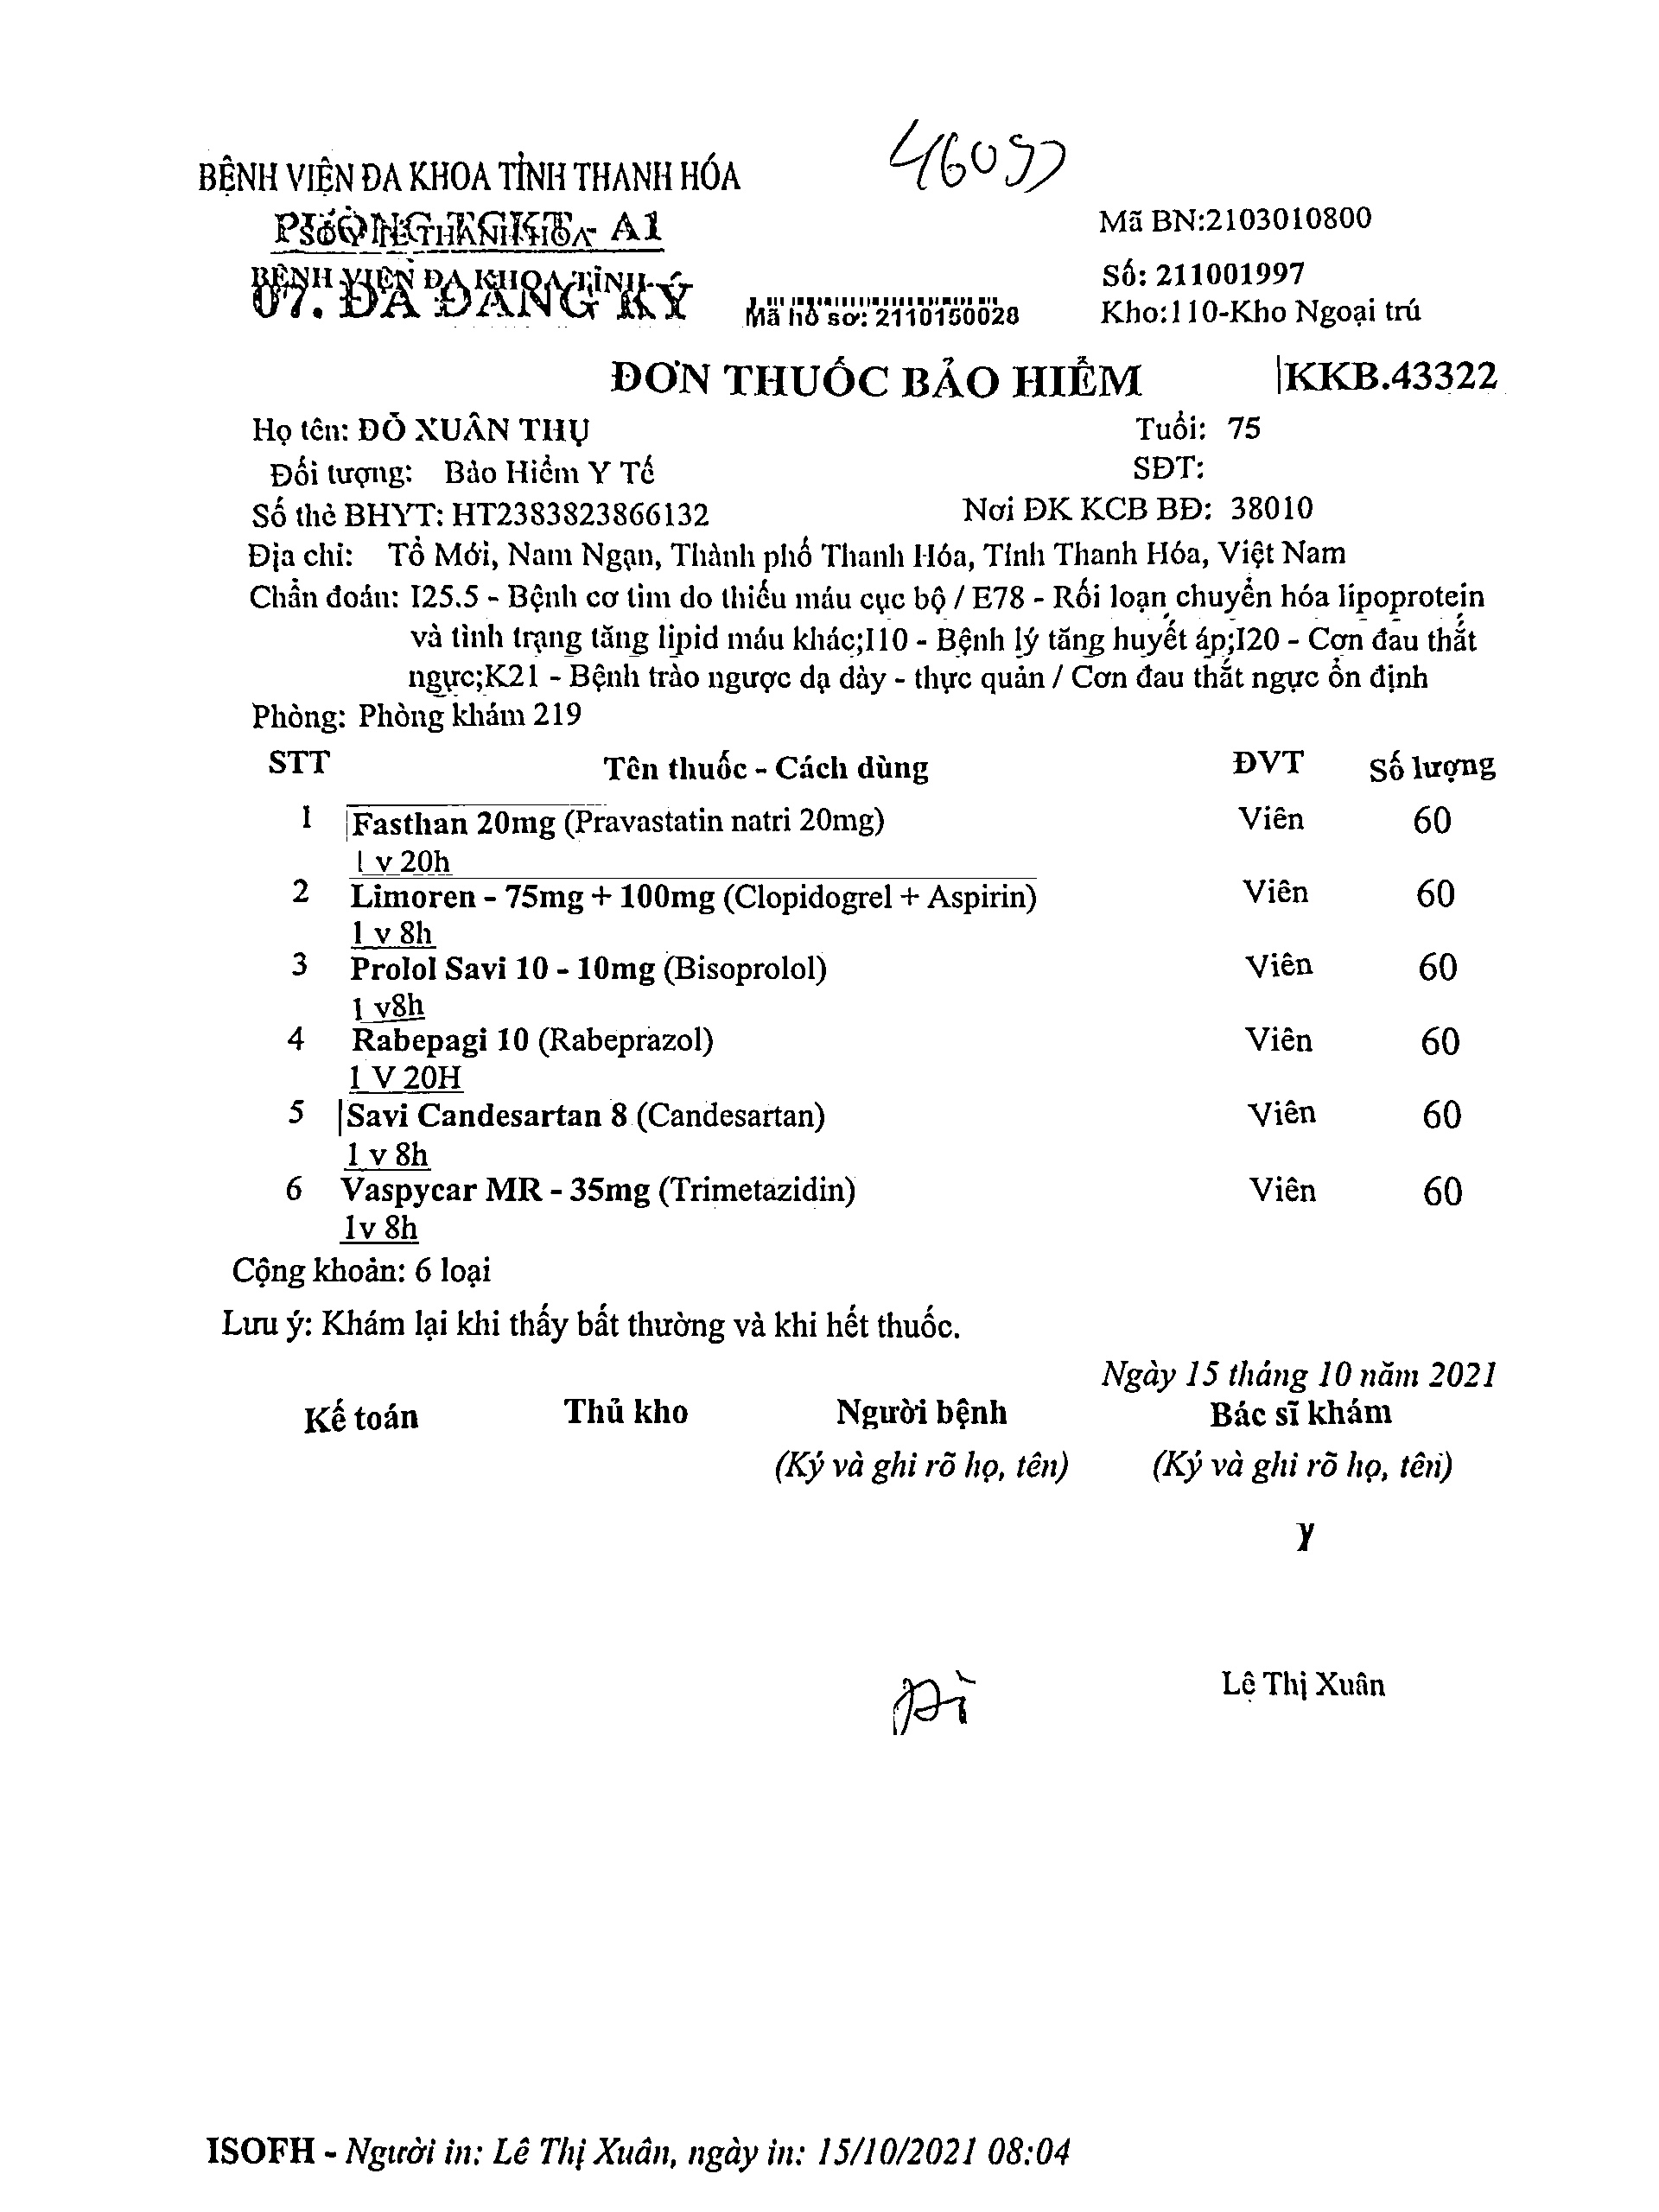 BỆNH VIỆN ĐA KHOA TỈNH THANH HÓA
PHÒNG TCKT - A1
BỆNH VIỆN ĐA KHOA TỈNH
07. ĐÃ ĐĂNG KÝ
Mã hồ sơ: 2110150028
Mã BN:2103010800
Số: 211001997
Kho:110-Kho Ngoại trú
ĐƠN THUỐC BẢO HIỂM
KKB.43322
Họ tên: ĐỖ XUÂN THỤ Tuổi: 75
Đối tượng: Bảo Hiểm Y Tế SĐT:
Số thẻ BHYT: HT2383823866132 Nơi ĐK KCB BĐ: 38010
Địa chỉ: Tổ Mới, Nam Ngạn, Thành phố Thanh Hóa, Tỉnh Thanh Hóa, Việt Nam
Chẩn đoán: I25.5 - Bệnh cơ tim do thiếu máu cục bộ / E78 - Rối loạn chuyển hóa lipoprotein
và tình trạng tăng lipid máu khác;I10 - Bệnh lý tăng huyết áp;I20 - Cơn đau thắt
ngực;K21 - Bệnh trào ngược dạ dày - thực quản / Cơn đau thắt ngực ổn định
Phòng: Phòng khám 219
STT Tên thuốc - Cách dùng ĐVT Số lượng
1 Fasthan 20mg (Pravastatin natri 20mg) Viên 60
1 v 20h
2 Limoren - 75mg + 100mg (Clopidogrel + Aspirin) Viên 60
1 v 8h
3 Prolol Savi 10 - 10mg (Bisoprolol) Viên 60
1 v8h
4 Rabepagi 10 (Rabeprazol) Viên 60
1 V 20H
5 Savi Candesartan 8 (Candesartan) Viên 60
1 v 8h
6 Vaspycar MR - 35mg (Trimetazidin) Viên 60
1v 8h
Cộng khoản: 6 loại
Lưu ý: Khám lại khi thấy bất thường và khi hết thuốc.
Ngày 15 tháng 10 năm 2021
Kế toán Thủ kho Người bệnh Bác sĩ khám
(Ký và ghi rõ họ, tên) (Ký và ghi rõ họ, tên)
Lê Thị Xuân
ISOFH - Người in: Lê Thị Xuân, ngày in: 15/10/2021 08:04